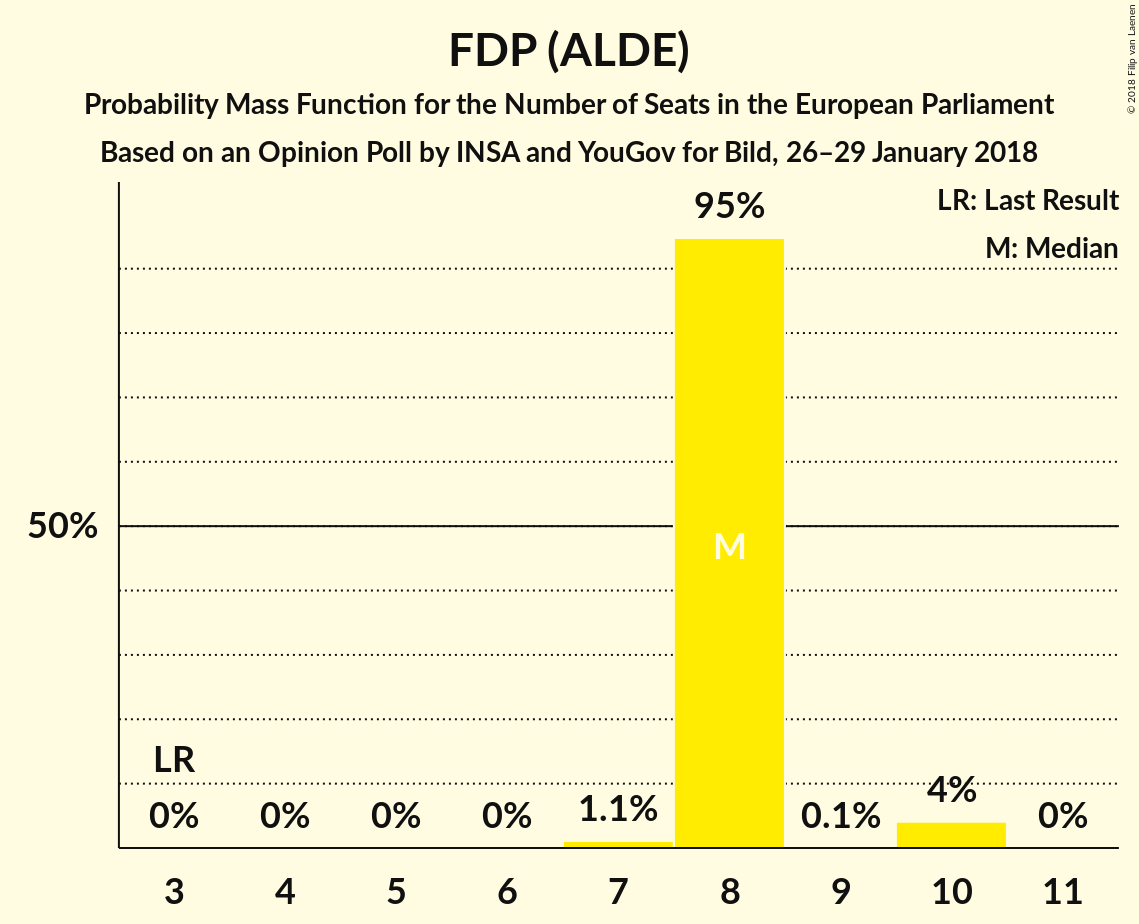 FDP (ALDE)
Probability Mass Function for the Number of Seats in the European Parliament
Based on an Opinion Poll by INSA and YouGov for Bild, 26–29 January 2018
© 2018 Filip van Laenen
LR: Last Result
M: Median
95%
50%
M
LR
0%
0%
0%
0%
1.1%
0.1%
4%
0%
3
4
5
6
7
8
9
10
11